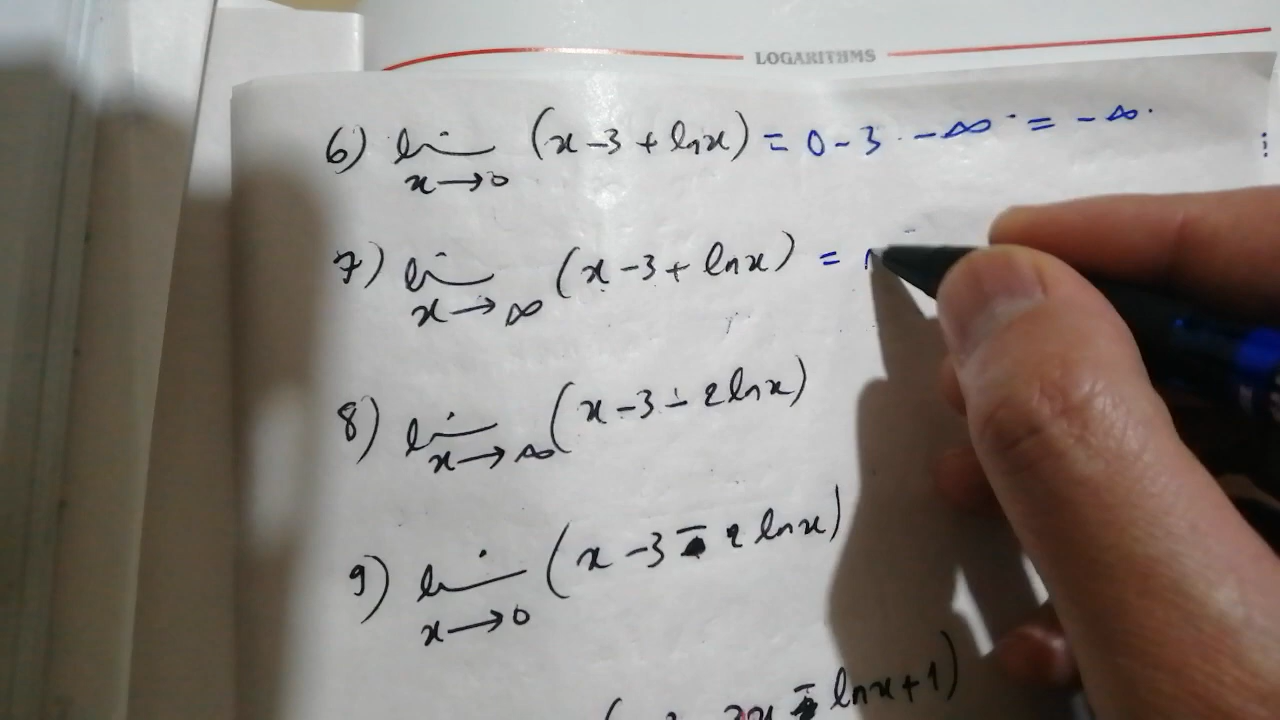 LOGARITHMS
6) lim (x-3+lnx) = 0-3 -∞ = -∞.
x→0
7) lim (x-3+lnx) =
x→∞
8) lim (x-3-2lnx)
x→∞
9) lim (x-3-2lnx)
x→0
lnx+1)